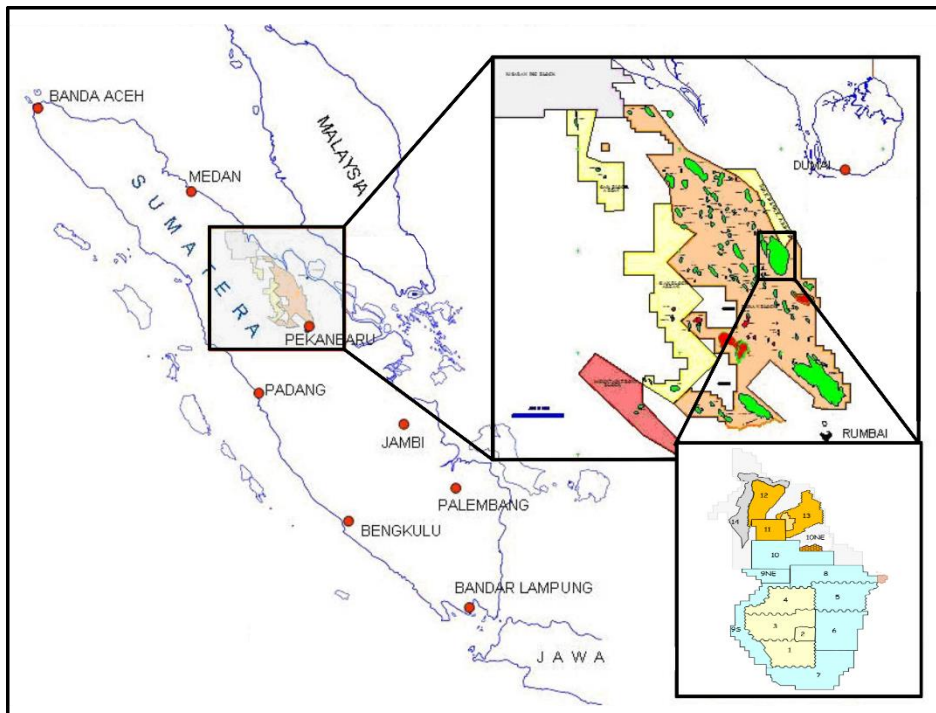 BANDA ACEH
MEDAN
MALAYSIA
SUMATERA
PEKANBARU
PADANG
JAMBI
PALEMBANG
BENGKULU
BANDAR LAMPUNG
JAWA
DUMAI
RUMBAI
12
13
14
11
10NE
10
9NE
8
4
5
3
2
9S
6
1
7